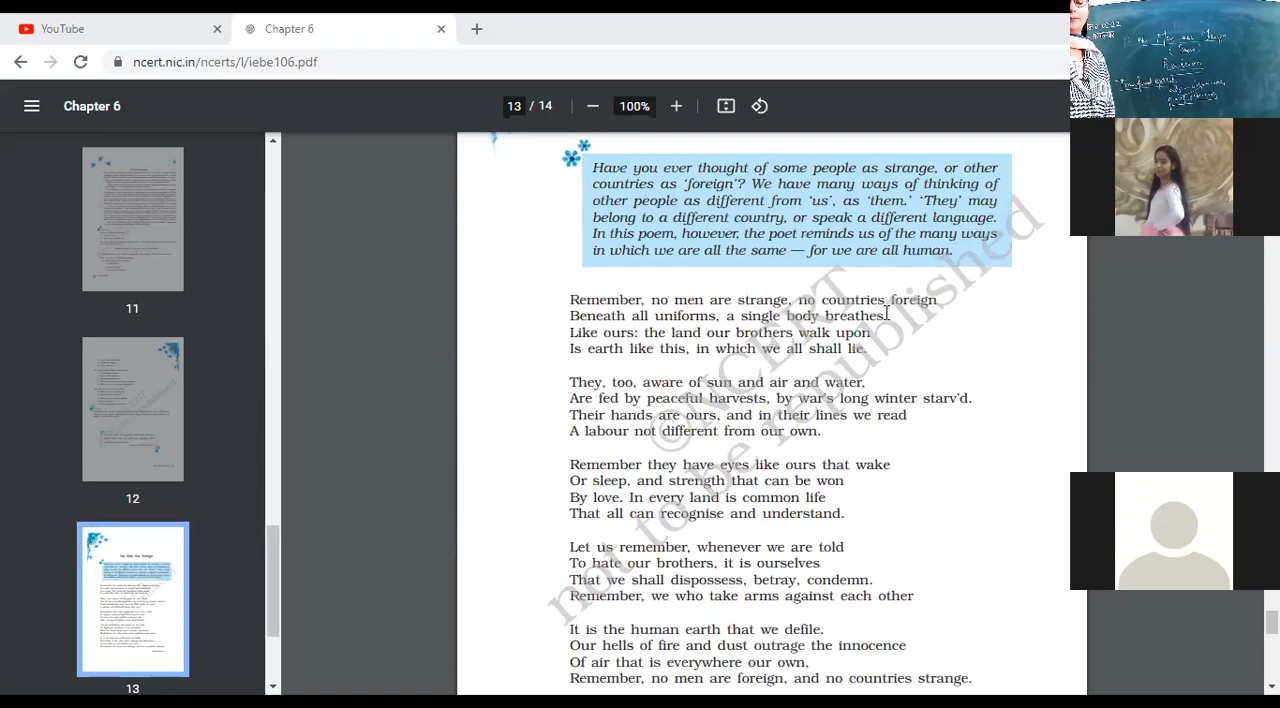 YouTube
Chapter 6
ncert.nic.in/ncerts/l/iebe106.pdf
Chapter 6
13 / 14
100%
11
12
13
Have you ever thought of some people as strange, or other
countries as 'foreign'? We have many ways of thinking of
other people as different from 'us', as 'them.' 'They' may
belong to a different country, or speak a different language.
In this poem, however, the poet reminds us of the many ways
in which we are all the same — for we are all human.
Remember, no men are strange, no countries foreign
Beneath all uniforms, a single body breathes
Like ours: the land our brothers walk upon
Is earth like this, in which we all shall lie.
They, too, aware of sun and air and water,
Are fed by peaceful harvests, by war's long winter starv'd.
Their hands are ours, and in their lines we read
A labour not different from our own.
Remember they have eyes like ours that wake
Or sleep, and strength that can be won
By love. In every land is common life
That all can recognise and understand.
Let us remember, whenever we are told
To hate our brothers, it is ourselves
That we shall dispossess, betray, condemn.
Remember, we who take arms against each other
It is the human earth that we defile.
Our hells of fire and dust outrage the innocence
Of air that is everywhere our own,
Remember, no men are foreign, and no countries strange.
©NCERT
not to be republished